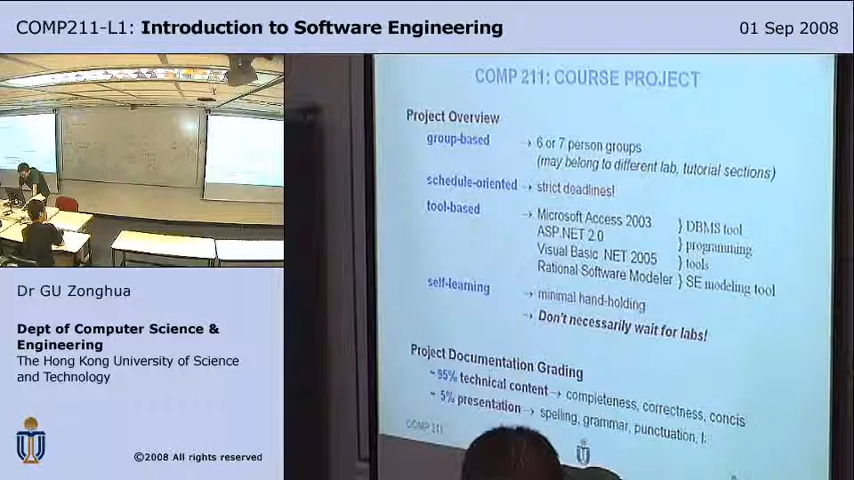 COMP211-L1: Introduction to Software Engineering
01 Sep 2008
COMP 211: COURSE PROJECT
Project Overview
group-based → 6 or 7 person groups
(may belong to different lab, tutorial sections)
schedule-oriented → strict deadlines!
tool-based → Microsoft Access 2003 } DBMS tool
ASP.NET 2.0 } programming
Visual Basic .NET 2005 } tools
Rational Software Modeler } SE modeling tool
self-learning → minimal hand-holding
→ Don't necessarily wait for labs!
Project Documentation Grading
~ 95% technical content → completeness, correctness, concis
~ 5% presentation → spelling, grammar, punctuation,
COMP 211
Dr GU Zonghua
Dept of Computer Science &
Engineering
The Hong Kong University of Science
and Technology
©2008 All rights reserved